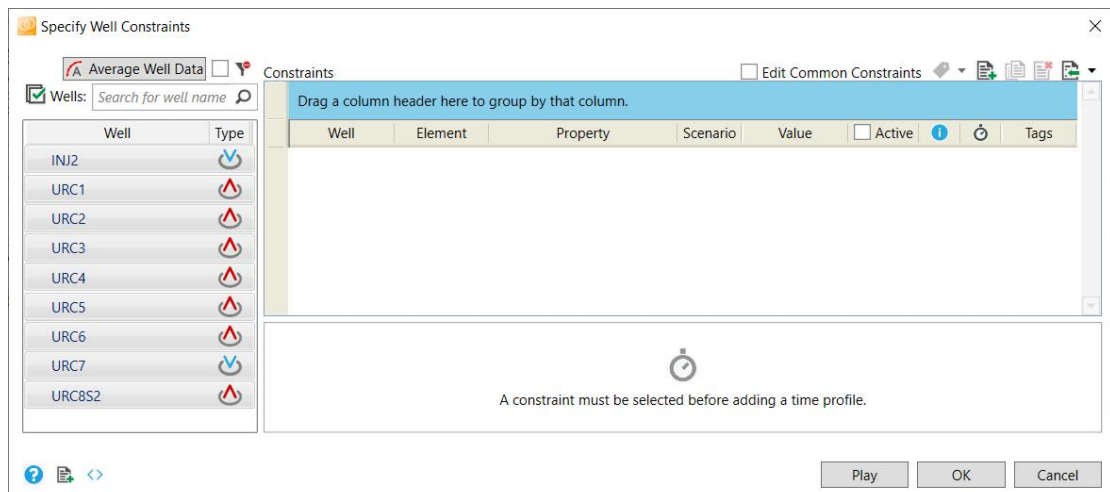 Specify Well Constraints
Average Well Data
Wells: Search for well name
Well Type
INJ2
URC1
URC2
URC3
URC4
URC5
URC6
URC7
URC8S2
Constraints Edit Common Constraints
Drag a column header here to group by that column.
Well Element Property Scenario Value Active Tags
A constraint must be selected before adding a time profile.
Play OK Cancel